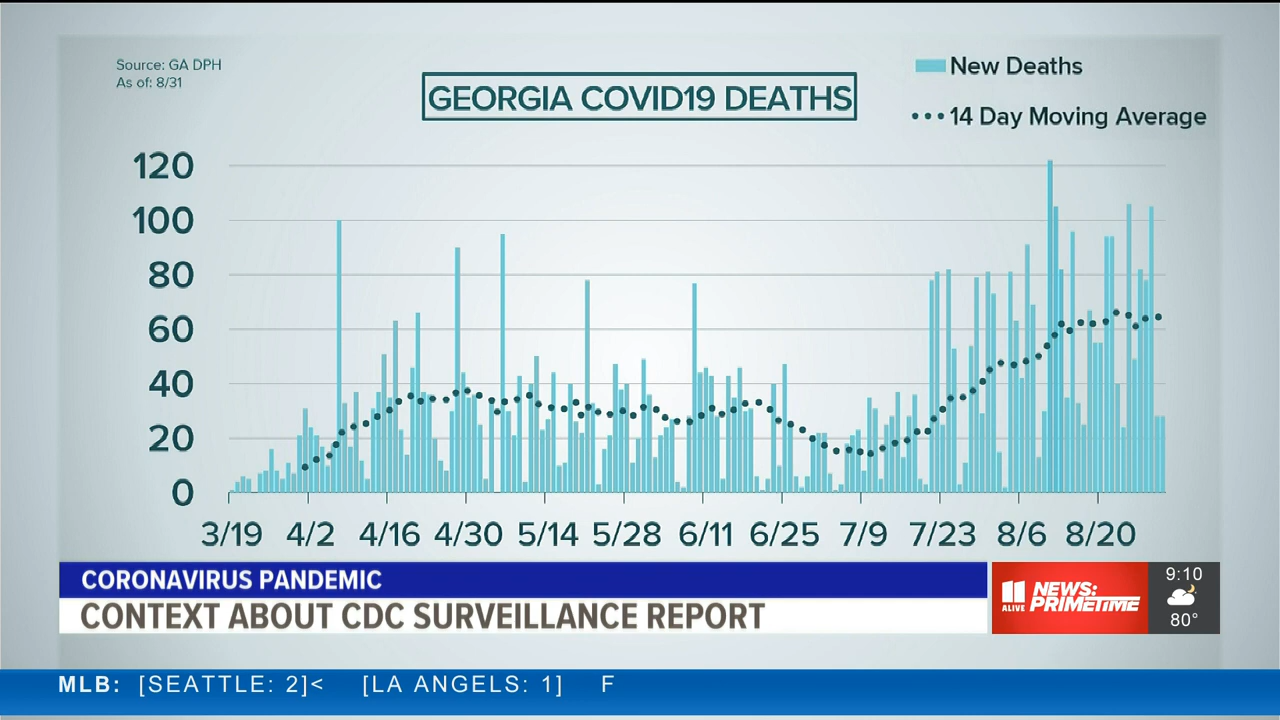 Source: GA DPH
As of: 8/31
GEORGIA COVID19 DEATHS
New Deaths
14 Day Moving Average
120
100
80
60
40
20
0
3/19 4/2 4/16 4/30 5/14 5/28 6/11 6/25 7/9 7/23 8/6 8/20
CORONAVIRUS PANDEMIC
CONTEXT ABOUT CDC SURVEILLANCE REPORT
11 ALIVE NEWS: PRIMETIME
9:10
80°
MLB: [SEATTLE: 2]< [LA ANGELS: 1] F